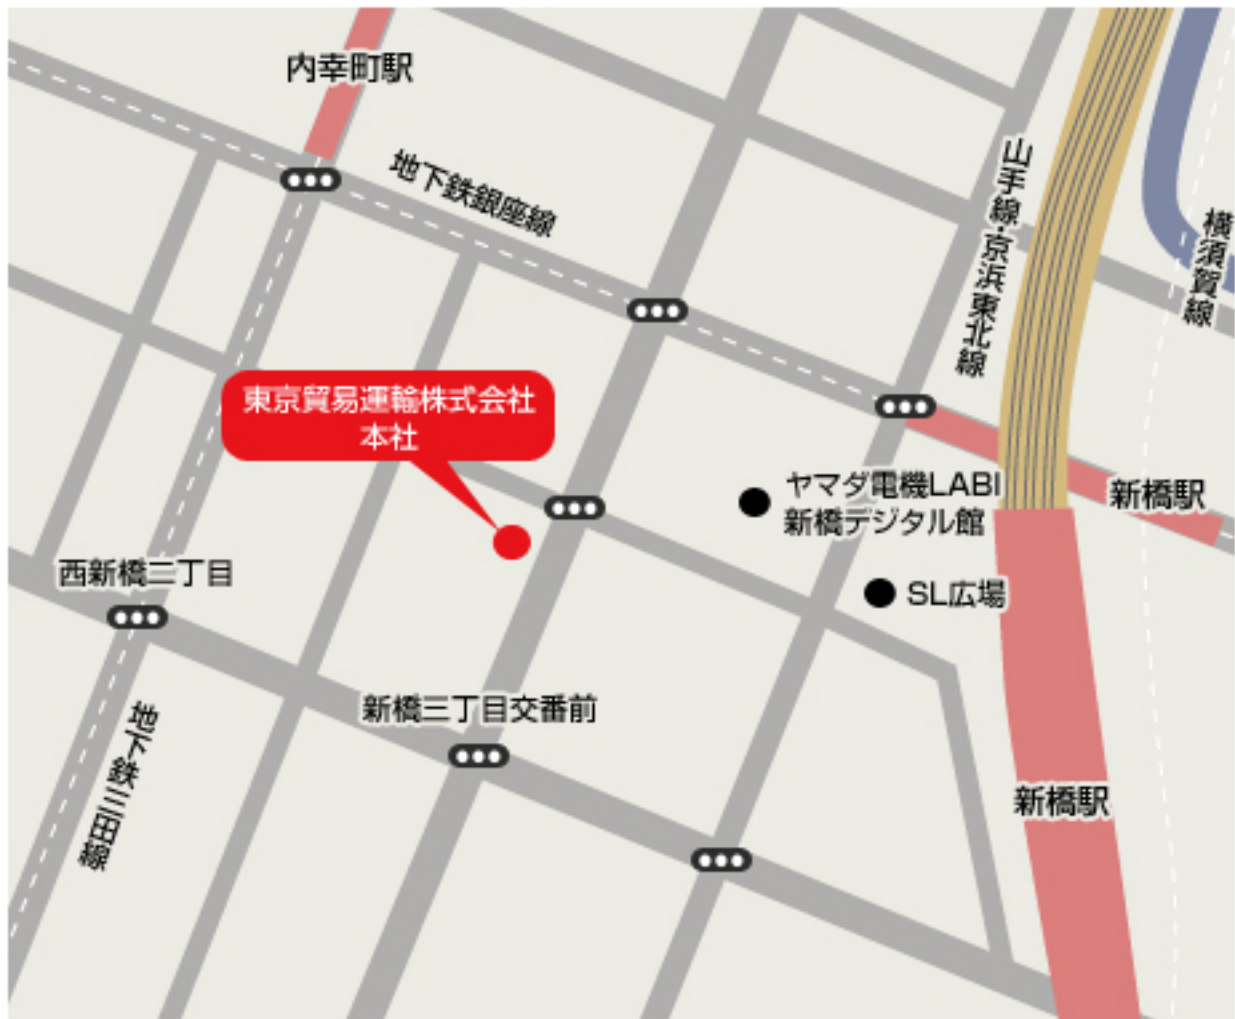 内幸町駅
地下鉄銀座線
山手線・京浜東北線
横須賀線
東京貿易運輸株式会社
本社
ヤマダ電機LABI
新橋デジタル館
新橋駅
西新橋二丁目
SL広場
新橋三丁目交番前
地下鉄三田線
新橋駅